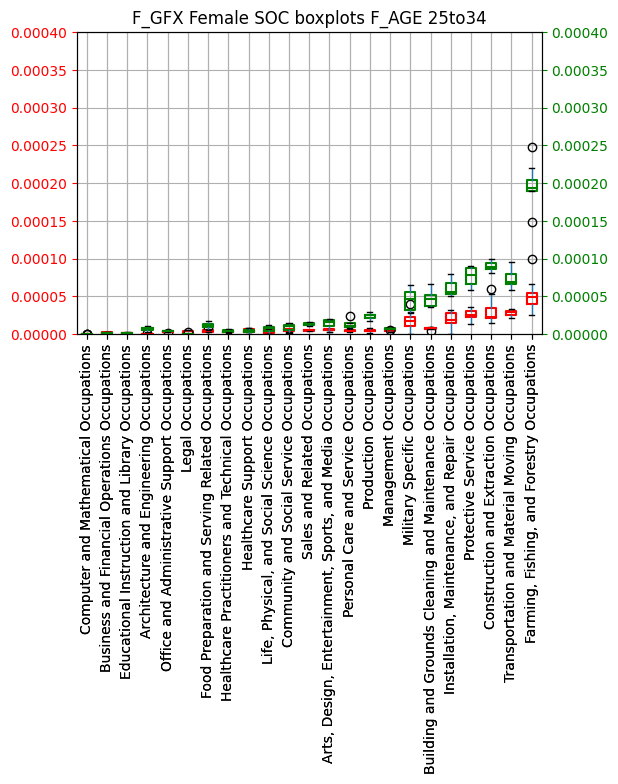 F_GFX Female SOC boxplots F_AGE 25to34
0.00040
0.00035
0.00030
0.00025
0.00020
0.00015
0.00010
0.00005
0.00000
0.00040
0.00035
0.00030
0.00025
0.00020
0.00015
0.00010
0.00005
0.00000
Computer and Mathematical Occupations
Business and Financial Operations Occupations
Educational Instruction and Library Occupations
Architecture and Engineering Occupations
Office and Administrative Support Occupations
Legal Occupations
Food Preparation and Serving Related Occupations
Healthcare Practitioners and Technical Occupations
Healthcare Support Occupations
Life, Physical, and Social Science Occupations
Community and Social Service Occupations
Sales and Related Occupations
Arts, Design, Entertainment, Sports, and Media Occupations
Personal Care and Service Occupations
Production Occupations
Management Occupations
Military Specific Occupations
Building and Grounds Cleaning and Maintenance Occupations
Installation, Maintenance, and Repair Occupations
Protective Service Occupations
Construction and Extraction Occupations
Transportation and Material Moving Occupations
Farming, Fishing, and Forestry Occupations